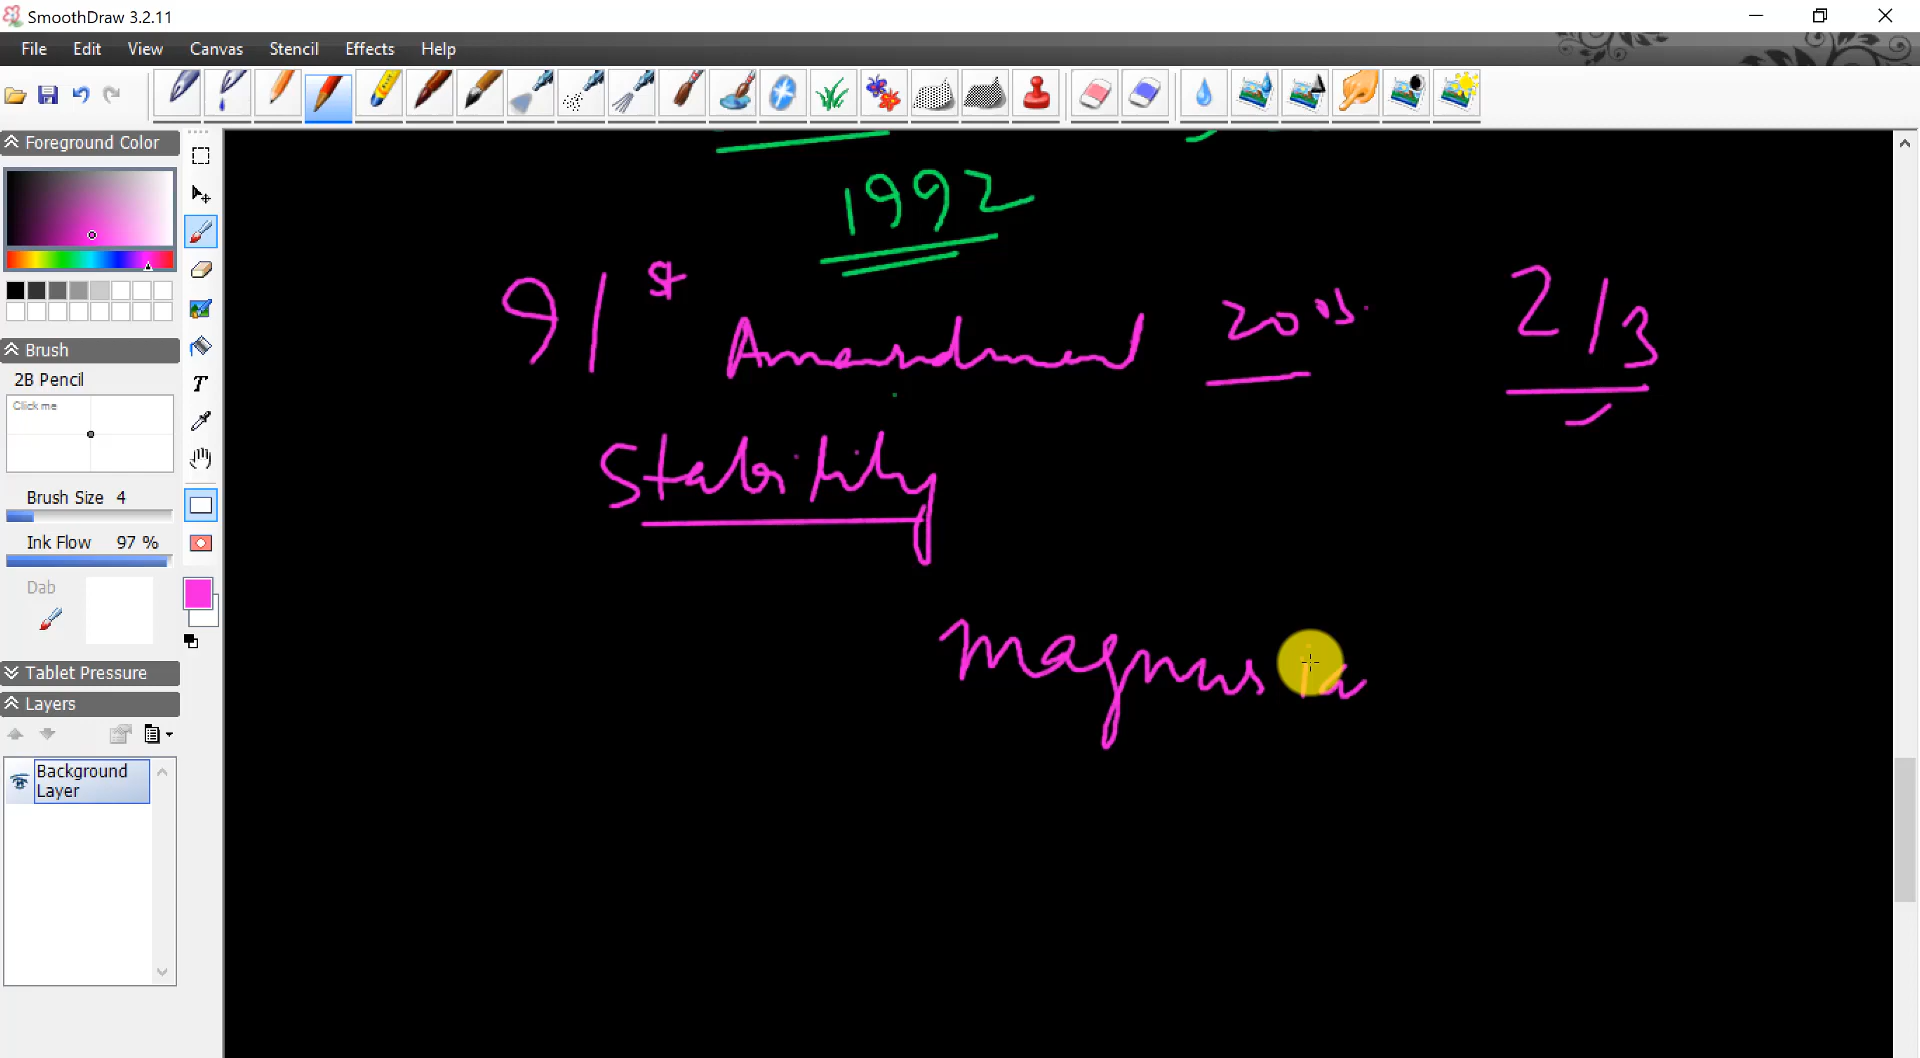 SmoothDraw 3.2.11
File Edit View Canvas Stencil Effects Help
Foreground Color
Brush
2B Pencil
Click me
Brush Size 4
Ink Flow 97 %
Dab
Tablet Pressure
Layers
Background
Layer
1992
91st Amendment 2 / 3
Stability
magnus